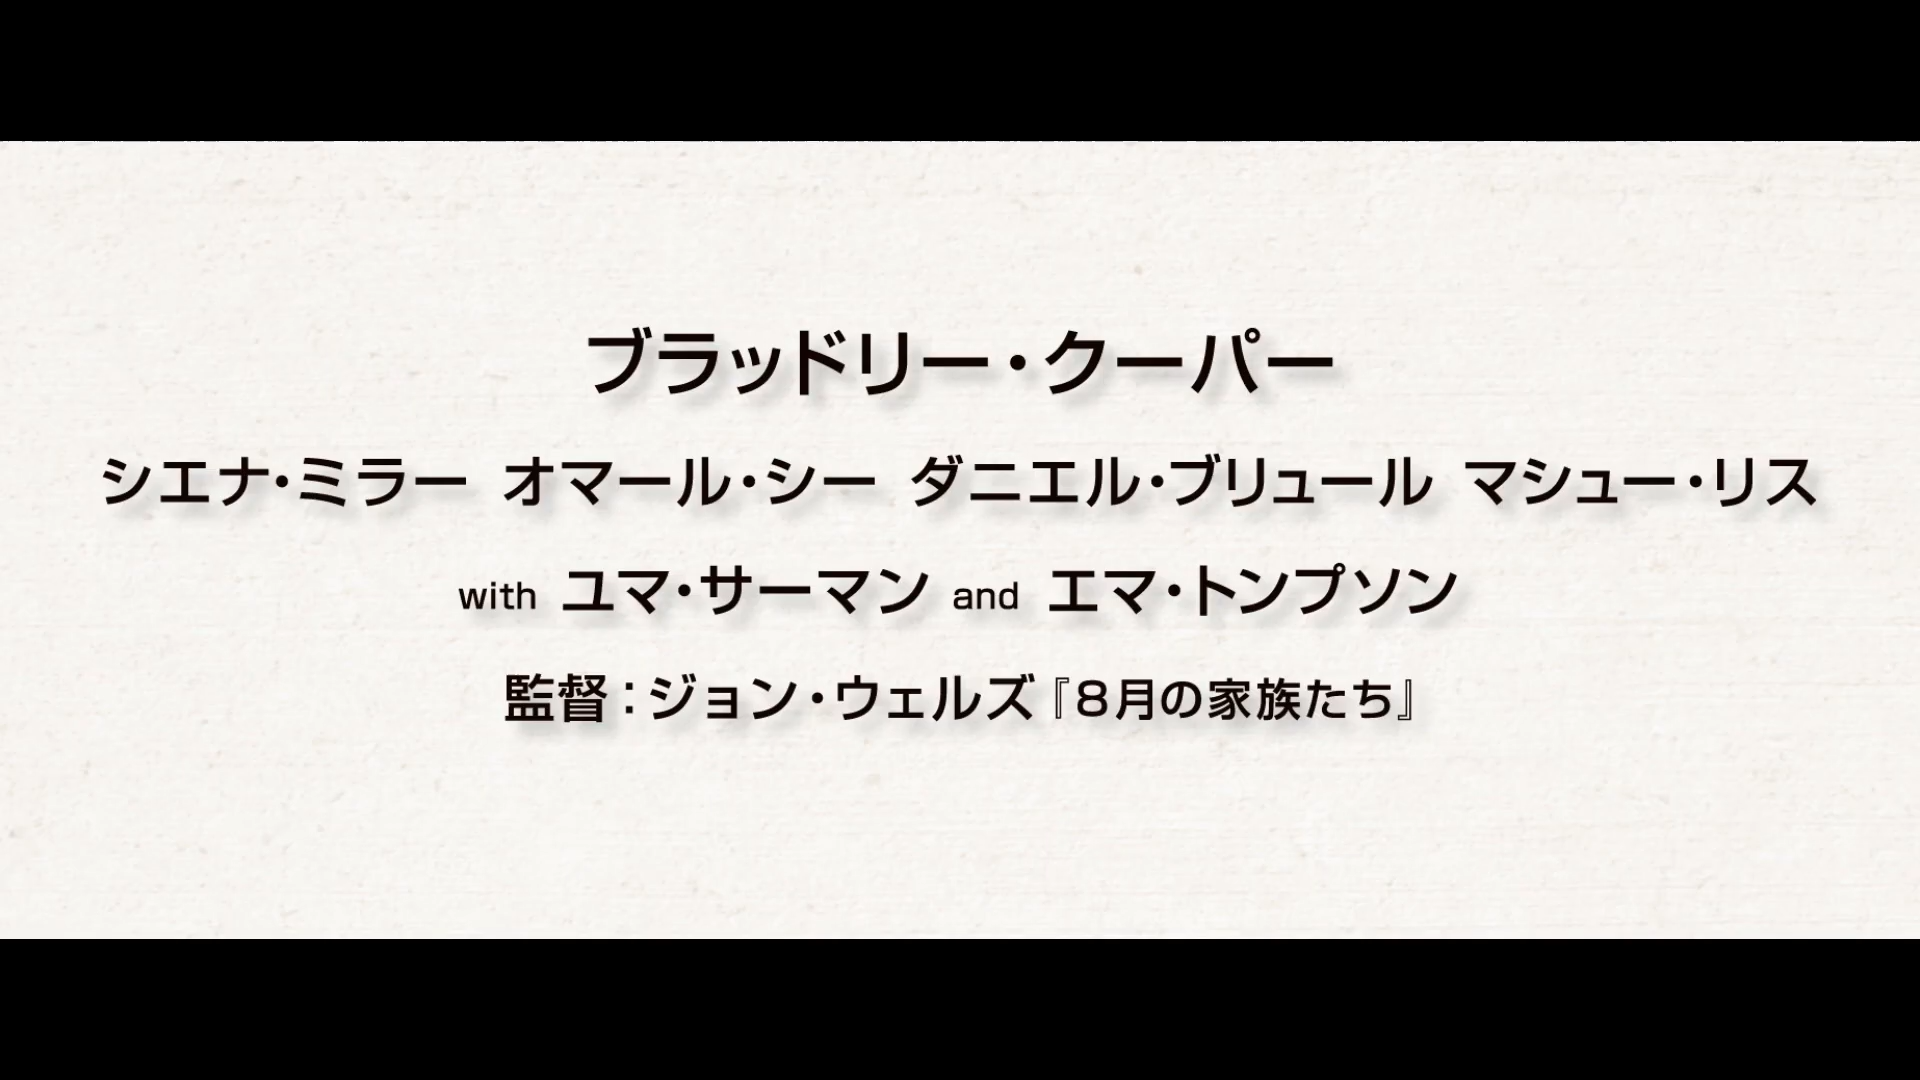 ブラッドリー・クーパー
シエナ・ミラー オマール・シー ダニエル・ブリュール マシュー・リス
with ユマ・サーマン and エマ・トンプソン
監督：ジョン・ウェルズ『8月の家族たち』